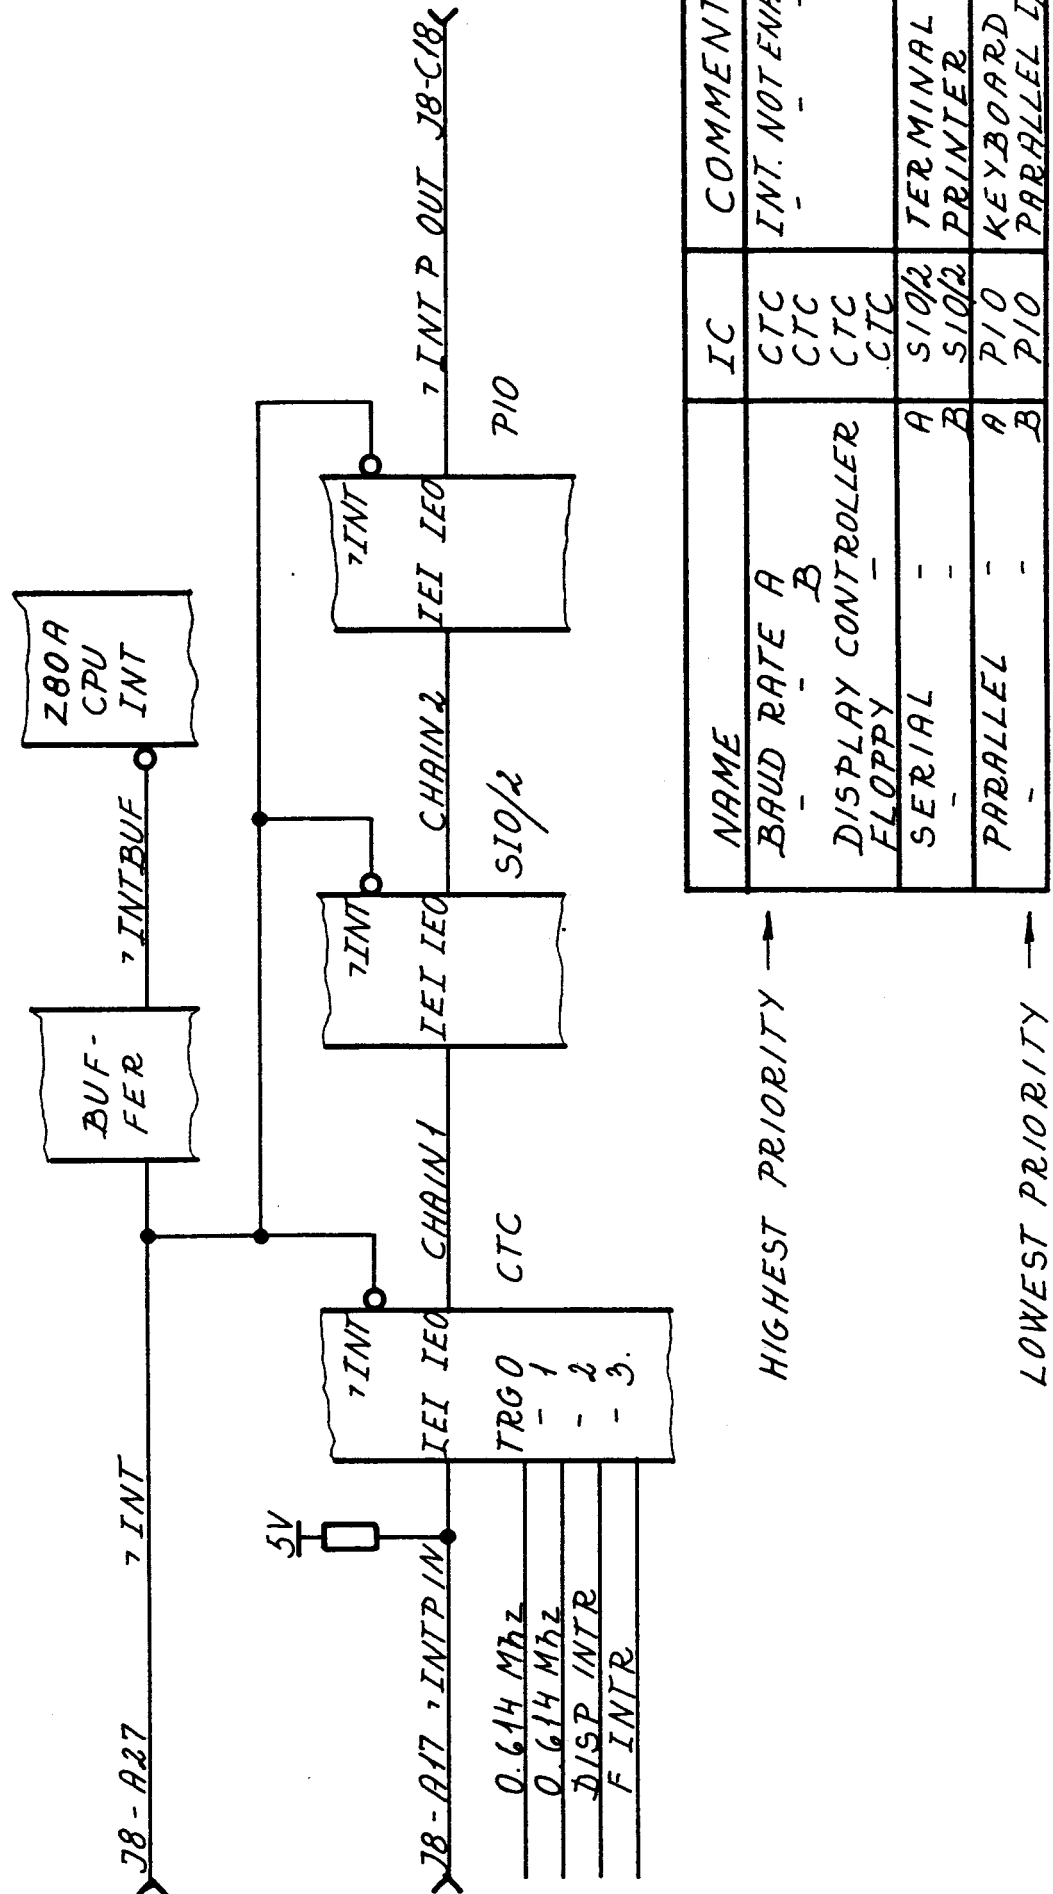 J8-A27
¬INT
BUF-
FER
¬INTBUF
Z80A
CPU
INT
5V
J8-A17 ¬INTPIN
¬INT
IEI IEO
TRG0
- 1
- 2
- 3.
CTC
0.614 Mhz
0.614 Mhz
DISP INTR
F INTR
CHAIN1
¬INT
IEI IEO
SIO/2
CHAIN2
¬INT
IEI IEO
PIO
¬INTP OUT J8-C18
HIGHEST PRIORITY →
LOWEST PRIORITY →
NAME IC COMMENT
BAUD RATE A CTC INT. NOT ENA
- - B CTC - -
DISPLAY CONTROLLER CTC
FLOPPY - CTC
SERIAL - A SIO/2 TERMINAL
- - B SIO/2 PRINTER
PARALLEL - A PIO KEYBOARD
- - B PIO PARALLEL